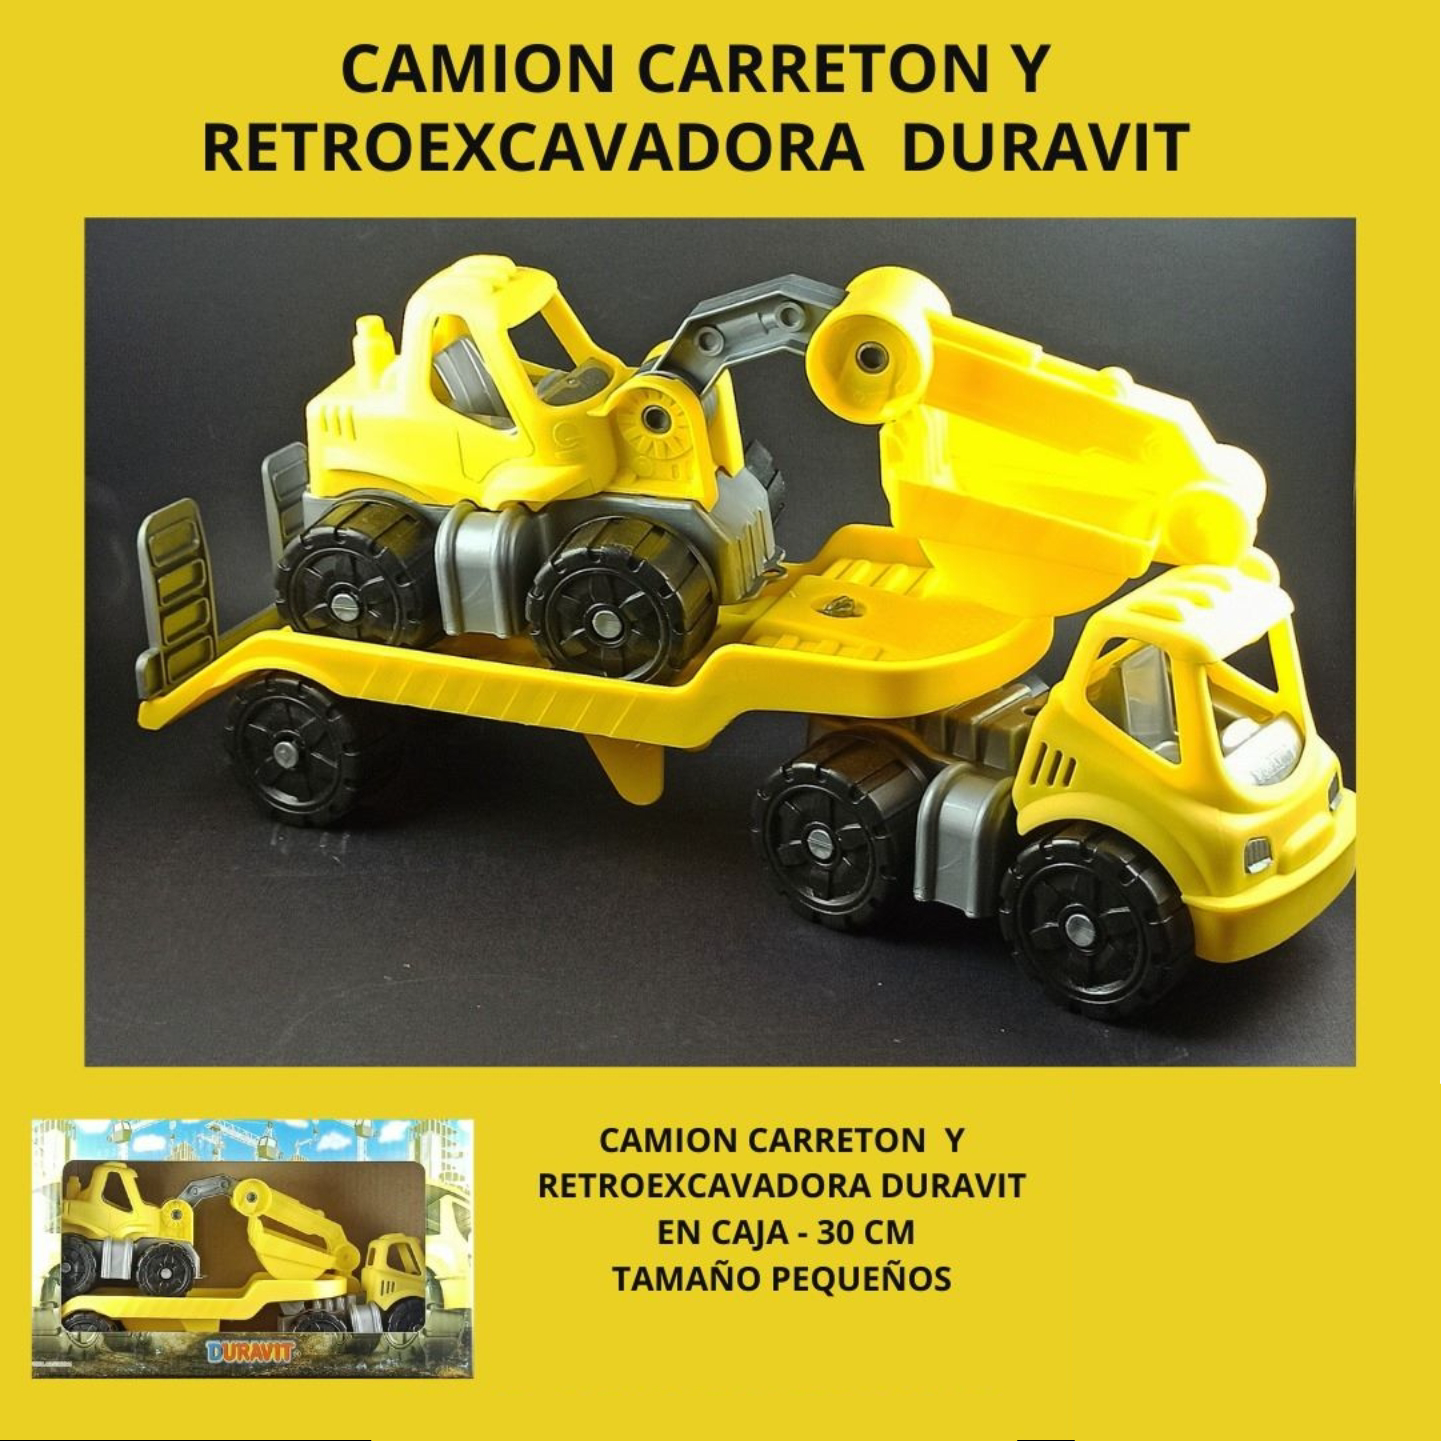 CAMION CARRETON Y
RETROEXCAVADORA DURAVIT
CAMION CARRETON Y
RETROEXCAVADORA DURAVIT
EN CAJA - 30 CM
TAMAÑO PEQUEÑOS
DURAVIT